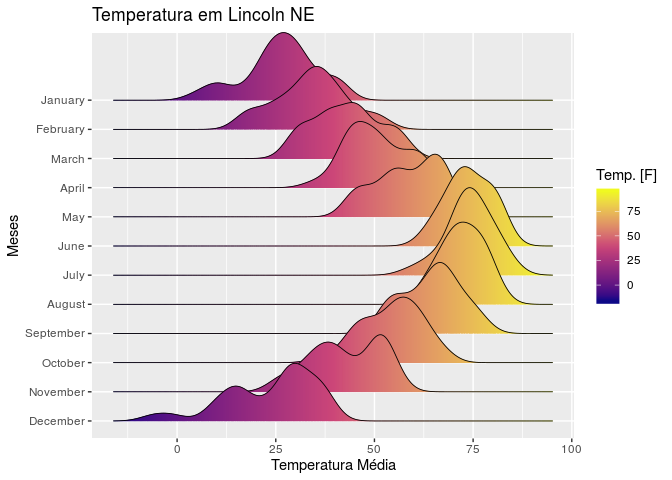 Temperatura em Lincoln NE
Meses
January
February
March
April
May
June
July
August
September
October
November
December
0 25 50 75 100
Temperatura Média
Temp. [F]
75
50
25
0